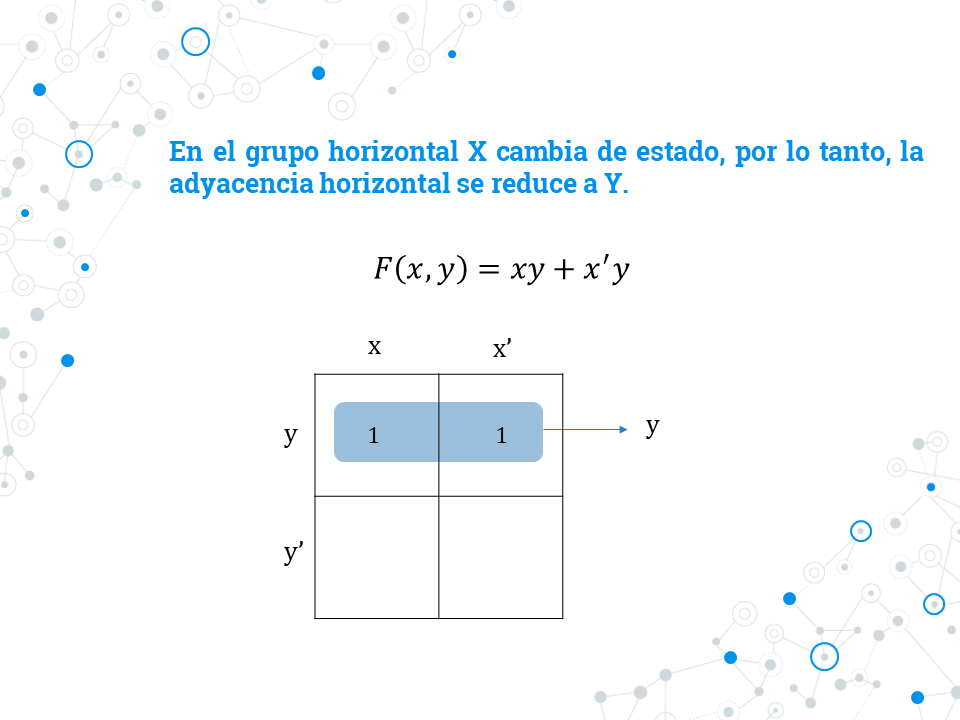 En el grupo horizontal X cambia de estado, por lo tanto, la
adyacencia horizontal se reduce a Y.
F(x, y) = xy + x′y
x x’
y 1 1 y
y’